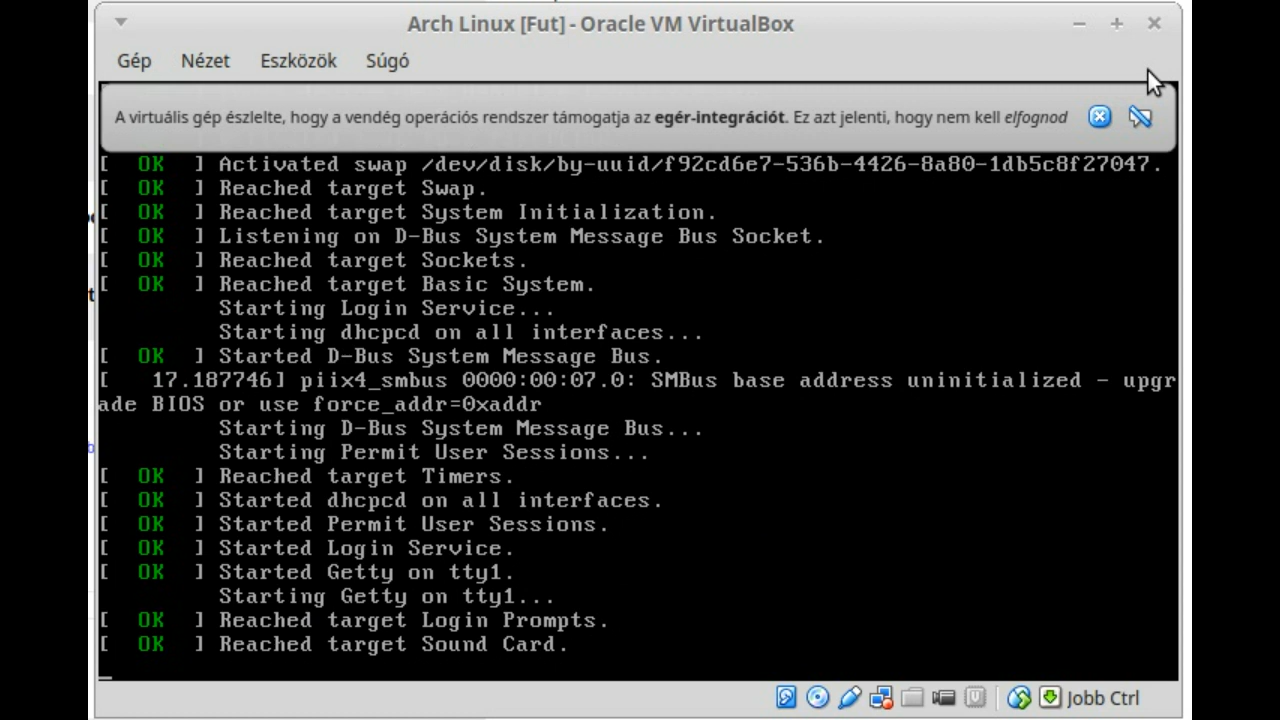 Arch Linux [Fut] - Oracle VM VirtualBox
Gép Nézet Eszközök Súgó
A virtuális gép észlelte, hogy a vendég operációs rendszer támogatja az egér-integrációt. Ez azt jelenti, hogy nem kell elfognod
[ OK ] Activated swap /dev/disk/by-uuid/f92cd6e7-536b-4426-8a80-1db5c8f27047.
[ OK ] Reached target Swap.
[ OK ] Reached target System Initialization.
[ OK ] Listening on D-Bus System Message Bus Socket.
[ OK ] Reached target Sockets.
[ OK ] Reached target Basic System.
Starting Login Service...
Starting dhcpcd on all interfaces...
[ OK ] Started D-Bus System Message Bus.
[ 17.187746] piix4_smbus 0000:00:07.0: SMBus base address uninitialized - upgr
ade BIOS or use force_addr=0xaddr
Starting D-Bus System Message Bus...
Starting Permit User Sessions...
[ OK ] Reached target Timers.
[ OK ] Started dhcpcd on all interfaces.
[ OK ] Started Permit User Sessions.
[ OK ] Started Login Service.
[ OK ] Started Getty on tty1.
Starting Getty on tty1...
[ OK ] Reached target Login Prompts.
[ OK ] Reached target Sound Card.
Jobb Ctrl